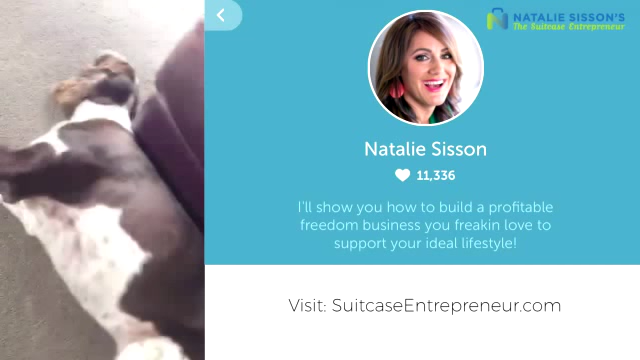 NATALIE SISSON'S
The Suitcase Entrepreneur
Natalie Sisson
11,336
I'll show you how to build a profitable
freedom business you freakin love to
support your ideal lifestyle!
Visit: SuitcaseEntrepreneur.com